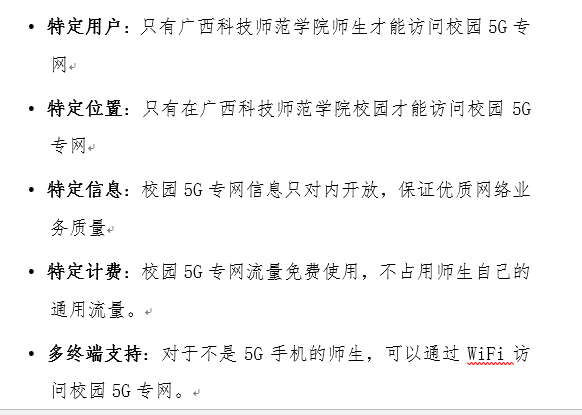 • 特定用户：只有广西科技师范学院师生才能访问校园 5G 专
网
• 特定位置：只有在广西科技师范学院校园才能访问校园 5G
专网
• 特定信息：校园 5G 专网信息只对内开放，保证优质网络业
务质量
• 特定计费：校园 5G 专网流量免费使用，不占用师生自己的
通用流量。
• 多终端支持：对于不是 5G 手机的师生，可以通过 WiFi 访
问校园 5G 专网。